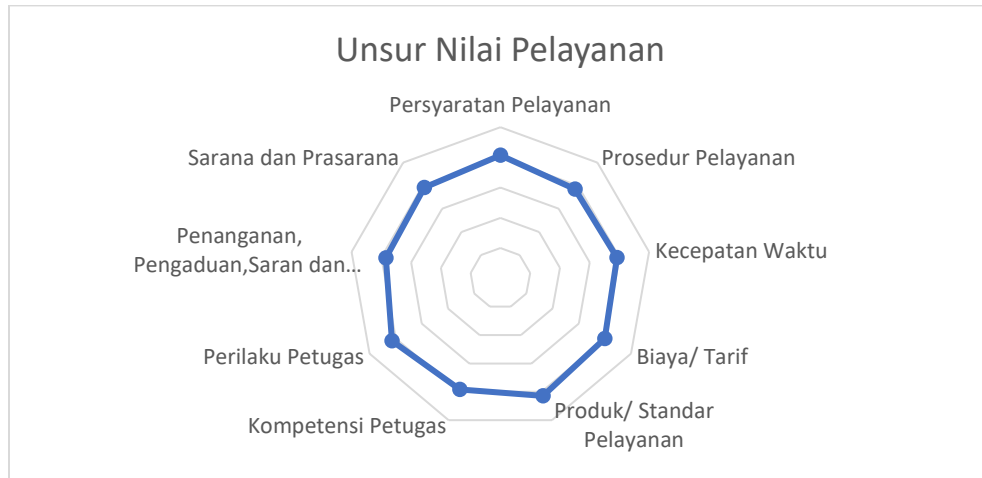 Unsur Nilai Pelayanan
Persyaratan Pelayanan
Prosedur Pelayanan
Kecepatan Waktu
Biaya/ Tarif
Produk/ Standar
Pelayanan
Kompetensi Petugas
Perilaku Petugas
Penanganan,
Pengaduan,Saran dan...
Sarana dan Prasarana